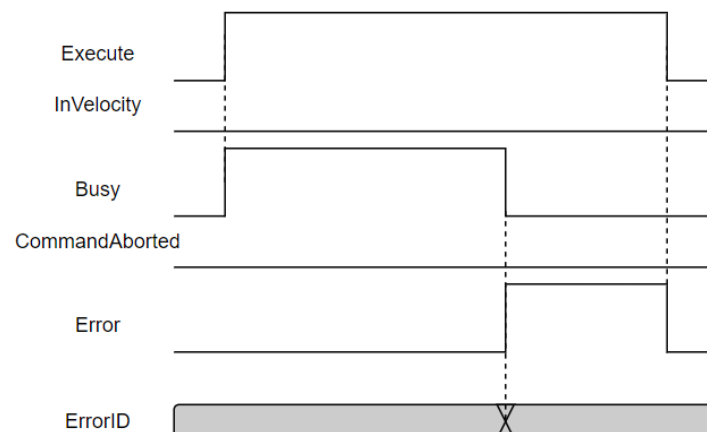 Execute
InVelocity
Busy
CommandAborted
Error
ErrorID